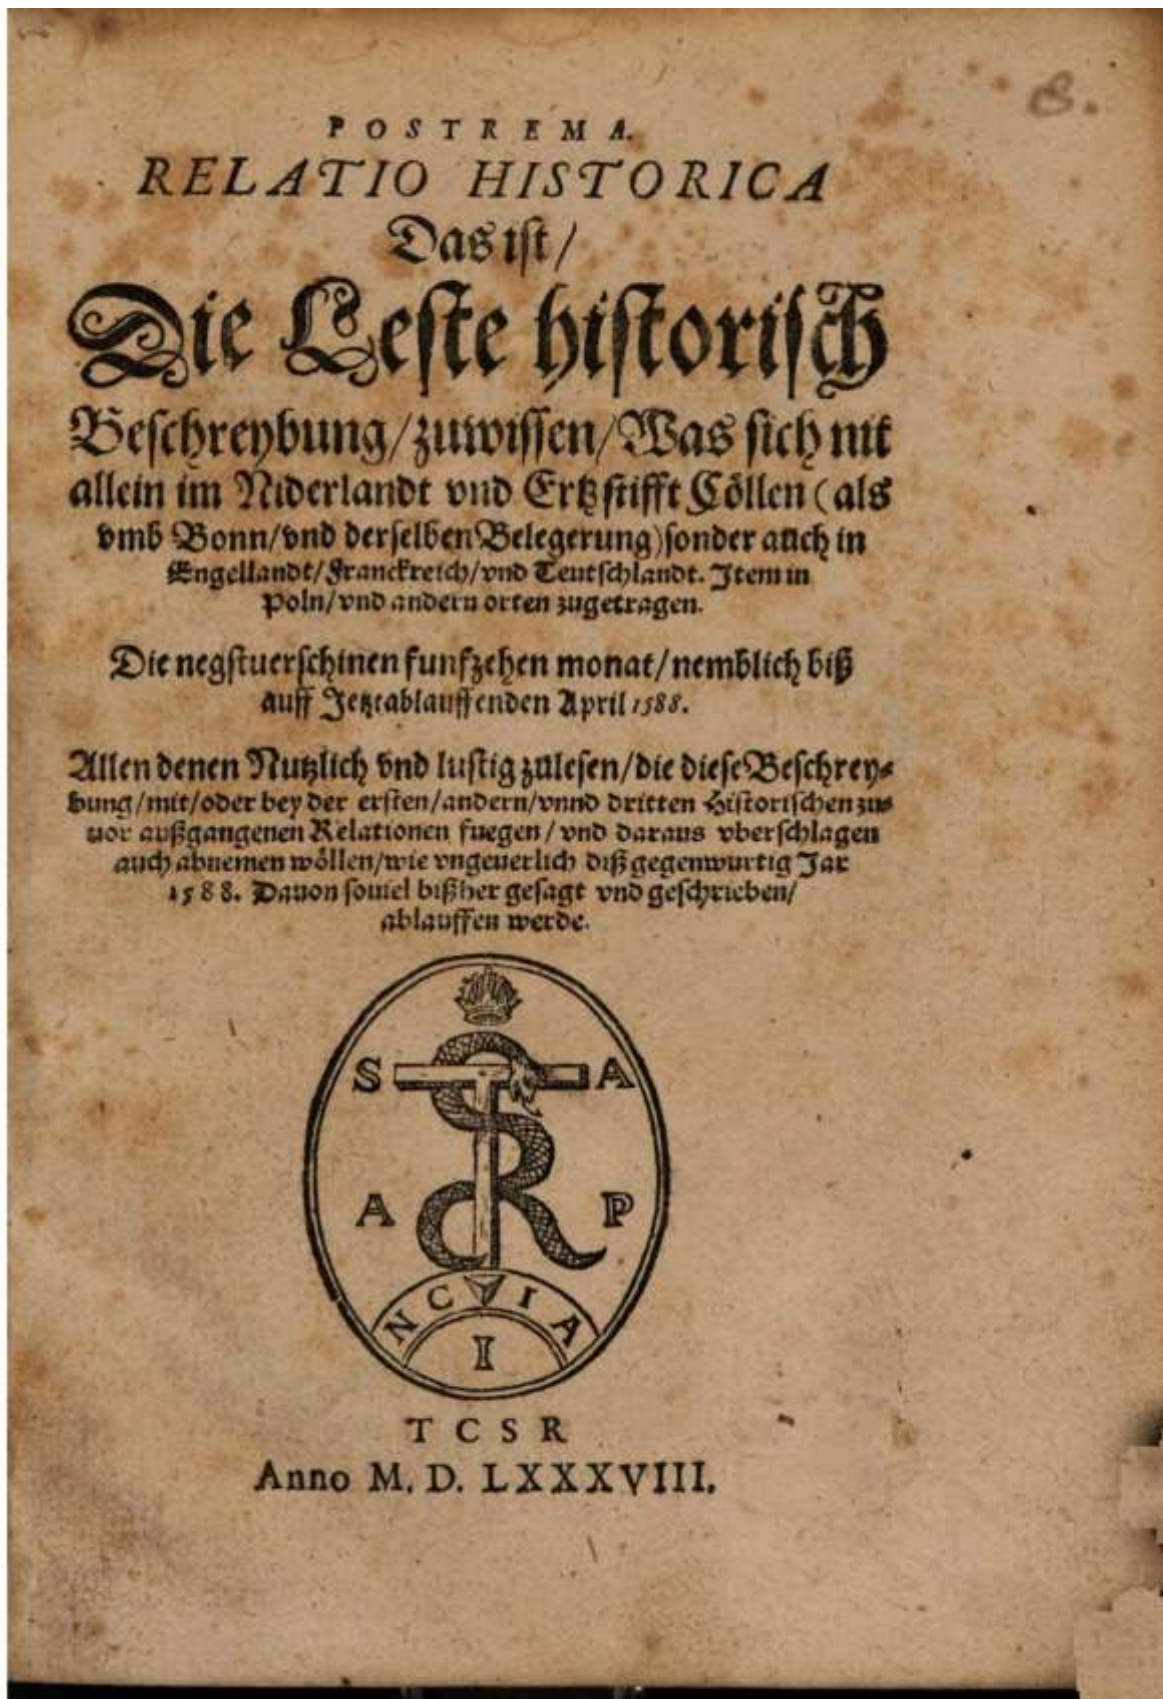 8.
POSTREMA.
RELATIO HISTORICA
Das ist/
Die Leste historisch
Beschreybung/zuwissen/Was sich nit
allein im Niderlandt vnd Ertzstifft Cöllen (als
vmb Bonn/vnd derselben Belegerung) sonder auch in
Engellandt/Franckreich/vnd Teutschlandt. Item in
Poln/vnd andern orten zugetragen.
Die negstuerschinen funfzehen monat/nemblich biß
auff Jetztablauffenden April 1588.
Allen denen Nutzlich vnd lustig zůlesen/die diese Beschrey-
bung/mit/oder bey der ersten/andern/vnnd dritten Historischen zu-
uor außgangenen Relationen fuegen/vnd daraus vberschlagen
auch abnemen wöllen/wie vngeuerlich diß gegenwurtig Jar
1588. Dauon souiel bißher gesagt vnd geschrieben/
ablauffen werde.
S A
A P
N C V I A
I
T C S R
Anno M. D. LXXXVIII.